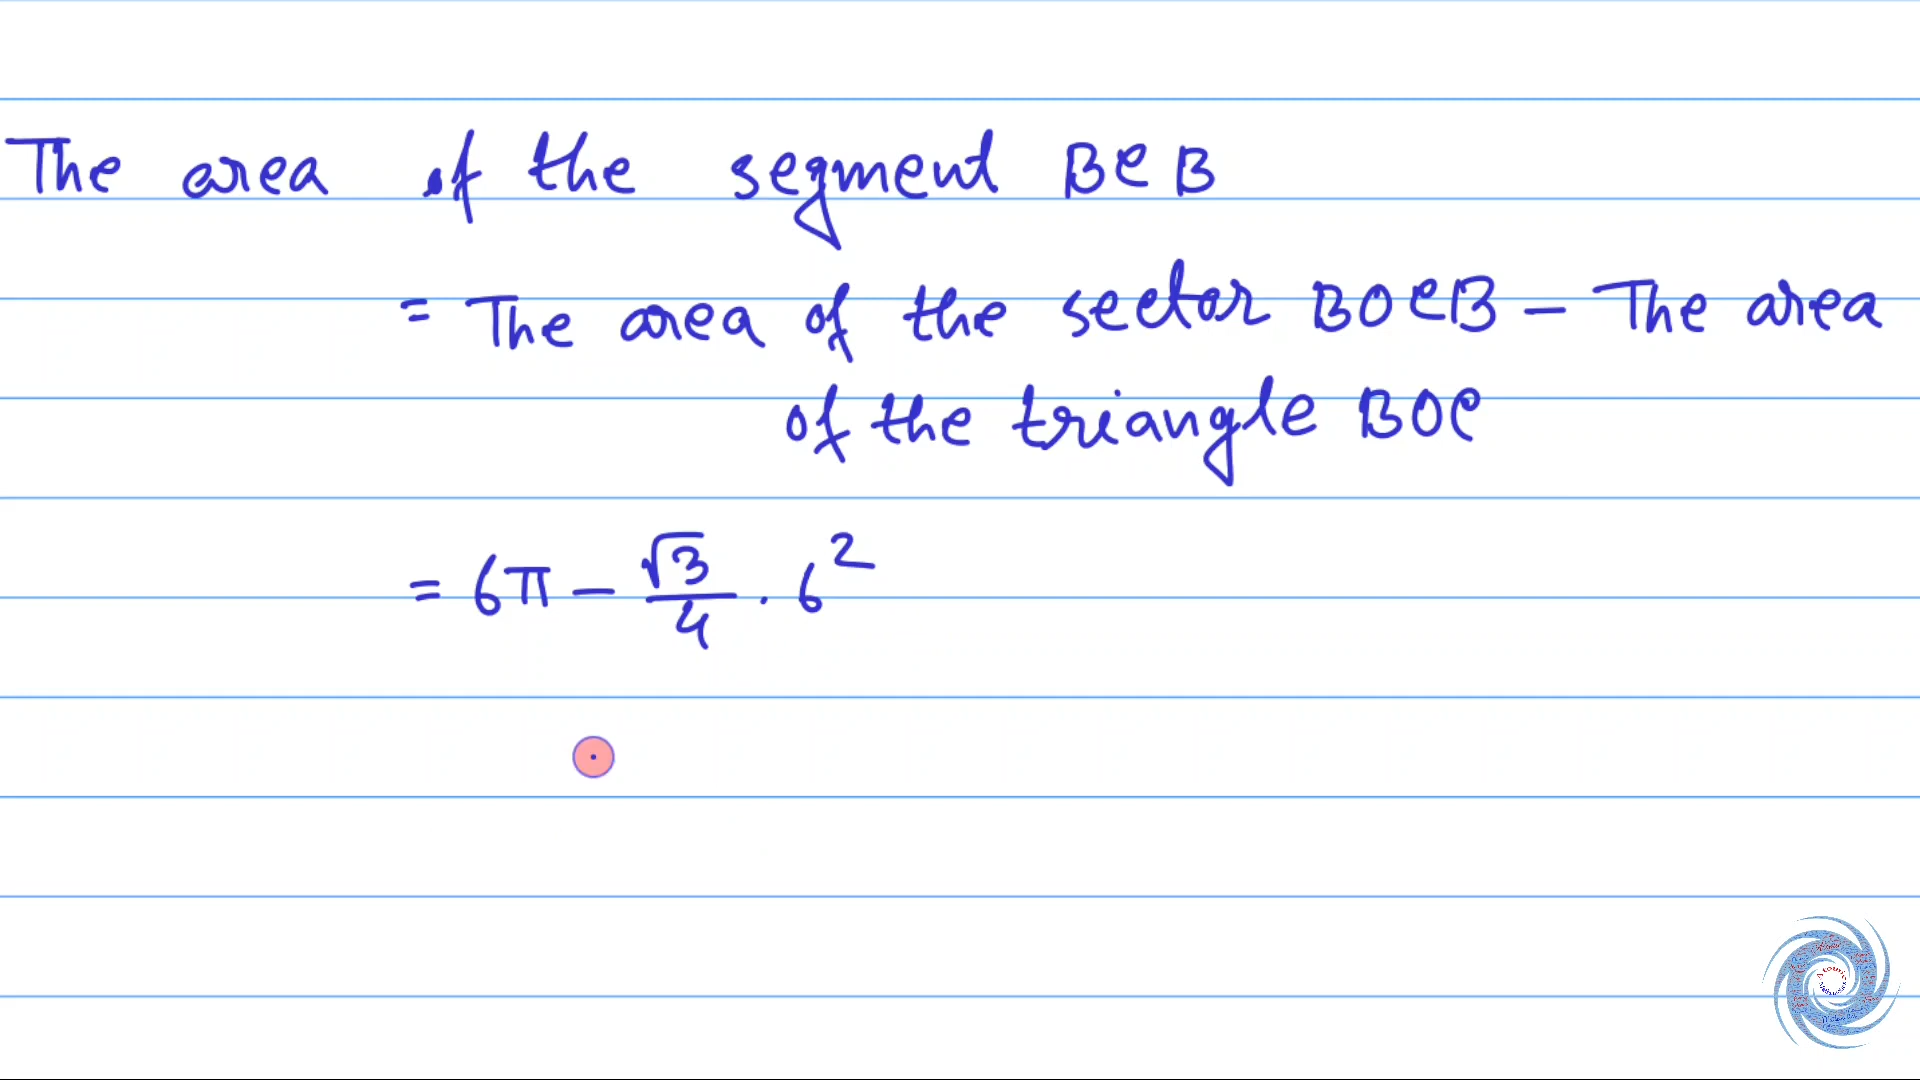 The area of the segment BCB
= The area of the sector BOCB - The area
of the triangle BOC
= 6π - √3/4 . 6²